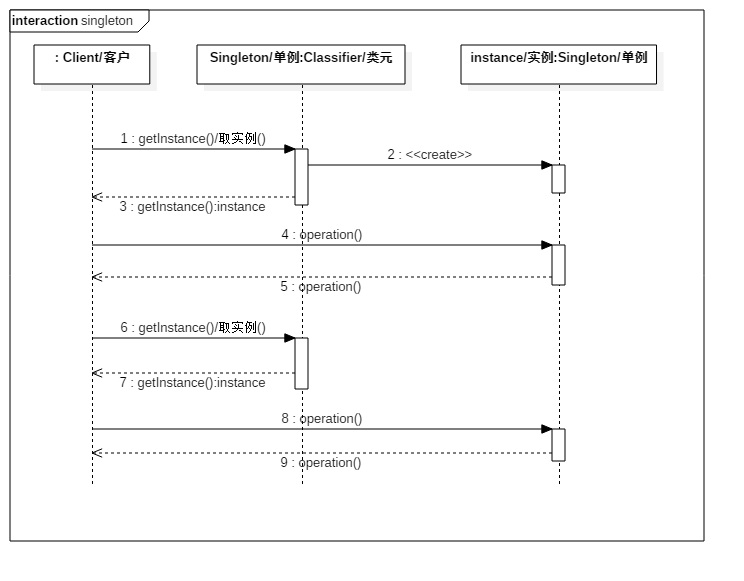 interaction singleton
: Client/客户
Singleton/单例:Classifier/类元
instance/实例:Singleton/单例
1 : getInstance()/取实例()
2 : <<create>>
3 : getInstance():instance
4 : operation()
5 : operation()
6 : getInstance()/取实例()
7 : getInstance():instance
8 : operation()
9 : operation()